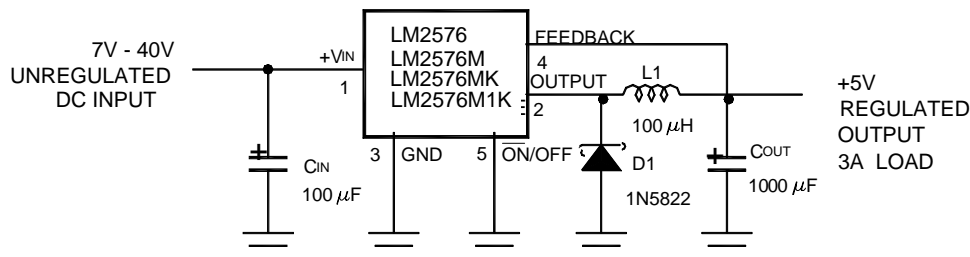 7V - 40V
UNREGULATED
DC INPUT
+VIN
1
LM2576
LM2576M
LM2576MK
LM2576M1K
FEEDBACK
4
OUTPUT
2
L1
100 µH
+5V
REGULATED
OUTPUT
3A LOAD
+
CIN
100 µF
3
GND
5
ON/OFF
D1
1N5822
+
COUT
1000 µF